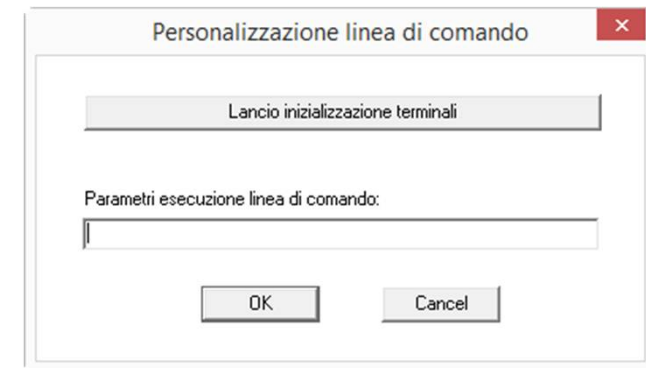 Personalizzazione linea di comando
Lancio inizializzazione terminali
Parametri esecuzione linea di comando:
OK
Cancel